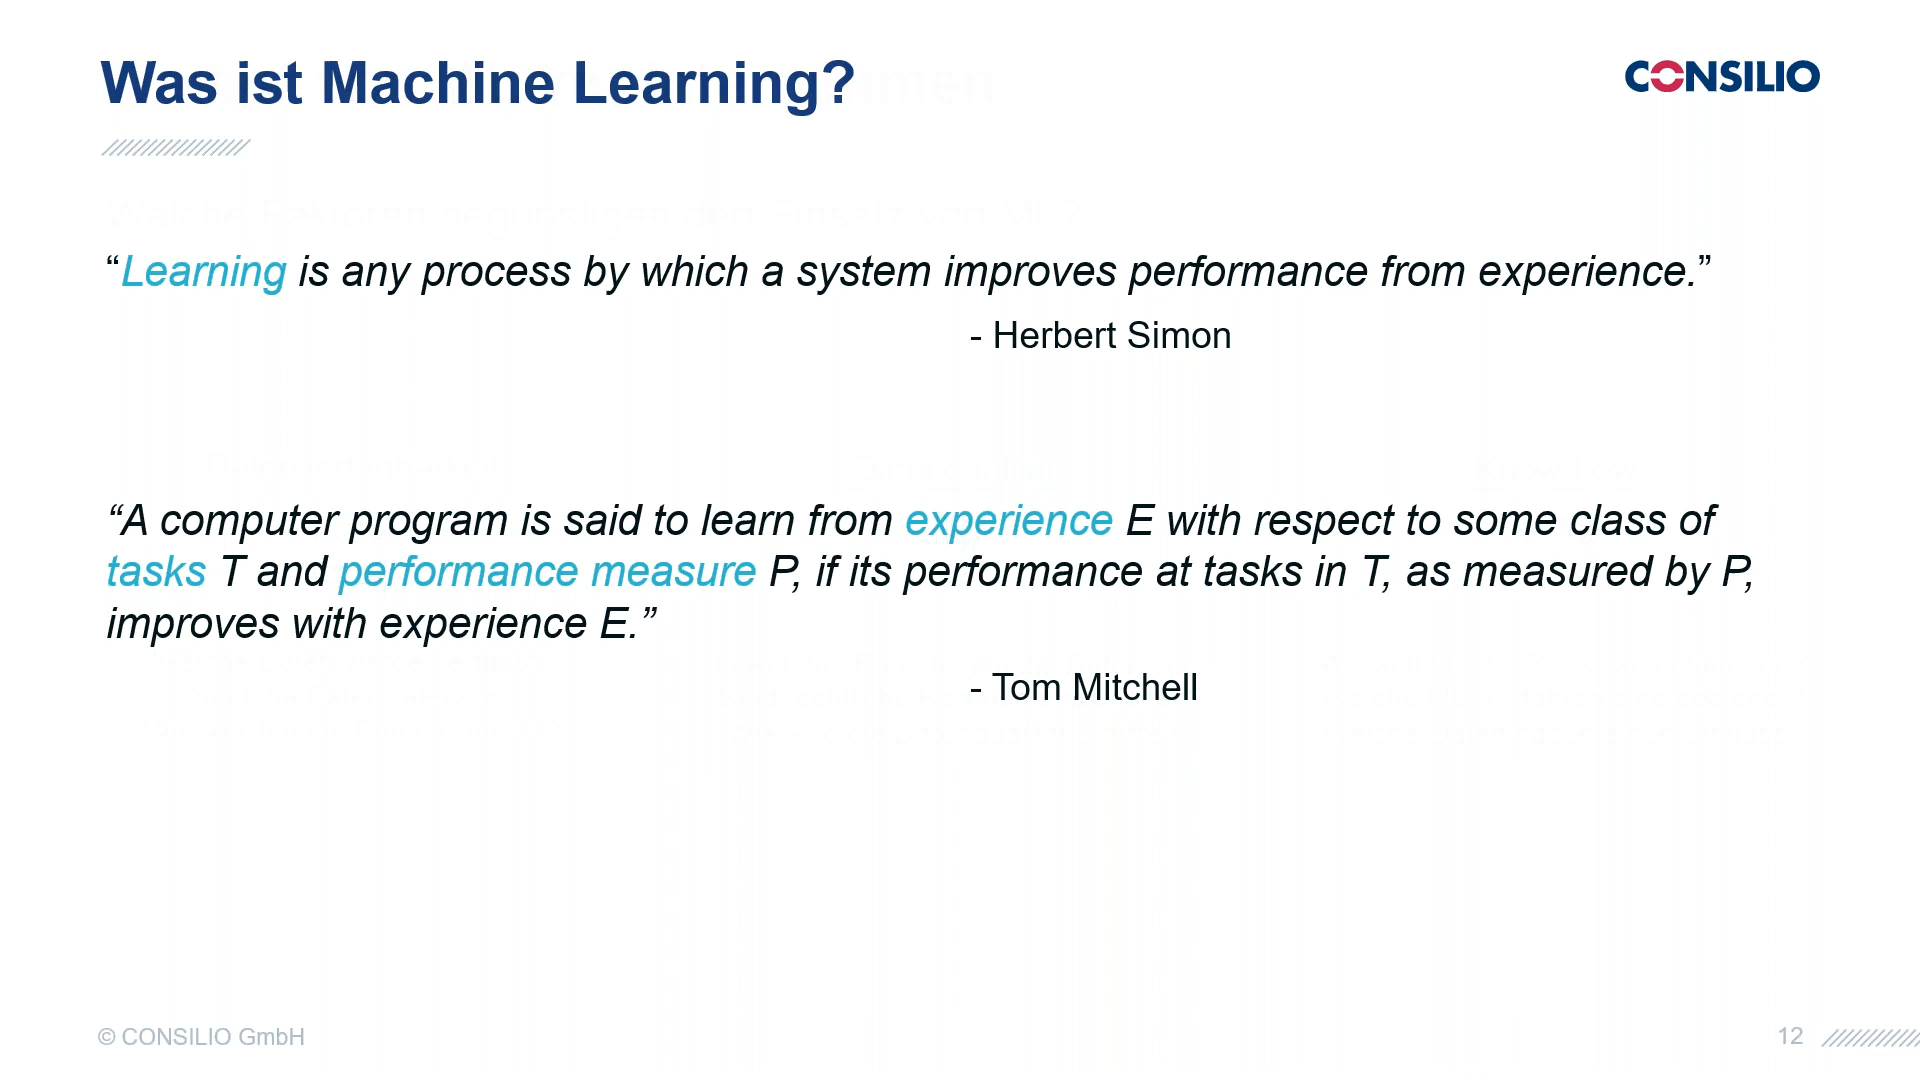 Was ist Machine Learning?
CONSILIO
“Learning is any process by which a system improves performance from experience.”
- Herbert Simon
“A computer program is said to learn from experience E with respect to some class of
tasks T and performance measure P, if its performance at tasks in T, as measured by P,
improves with experience E.”
- Tom Mitchell
© CONSILIO GmbH
12